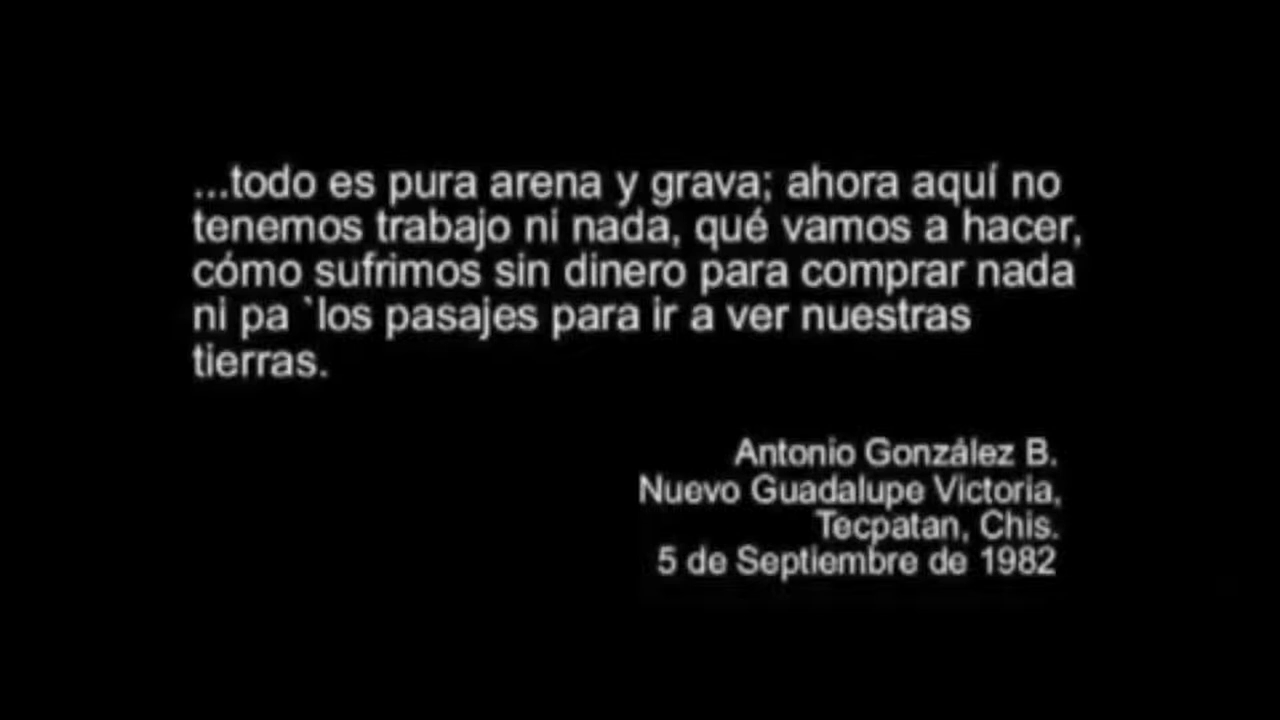 ...todo es pura arena y grava; ahora aquí no
tenemos trabajo ni nada, qué vamos a hacer,
cómo sufrimos sin dinero para comprar nada
ni pa `los pasajes para ir a ver nuestras
tierras.
Antonio González B.
Nuevo Guadalupe Victoria,
Tecpatan, Chis.
5 de Septiembre de 1982